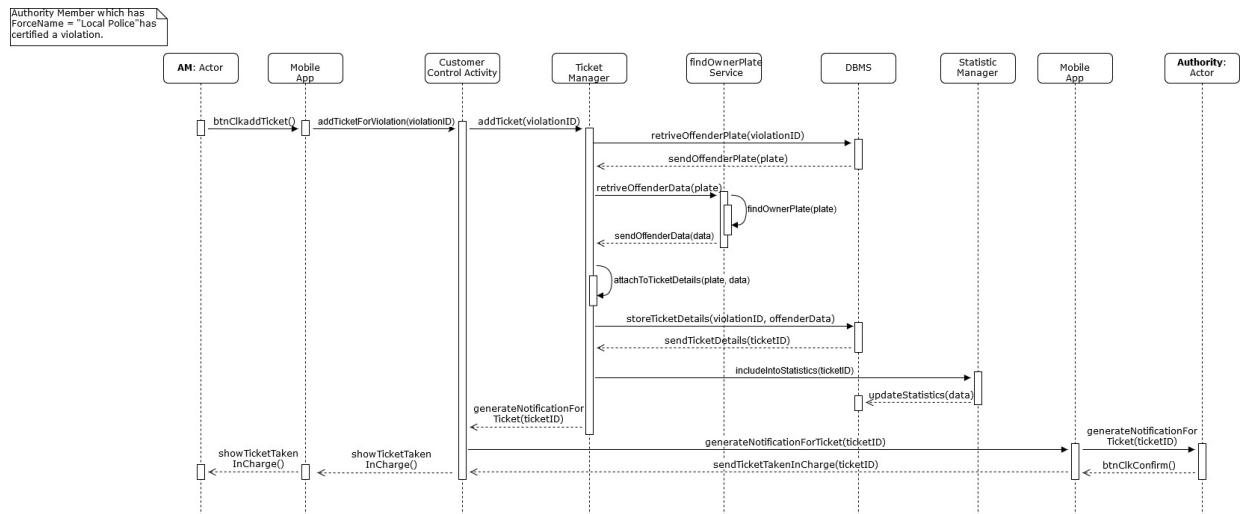 Authority Member which has
ForceName = "Local Police"has
certified a violation.
AM: Actor
Mobile
App
Customer
Control Activity
Ticket
Manager
findOwnerPlate
Service
DBMS
Statistic
Manager
Mobile
App
Authority:
Actor
btnClkaddTicket()
addTicketForViolation(violationID)
addTicket(violationID)
retriveOffenderPlate(violationID)
sendOffenderPlate(plate)
retriveOffenderData(plate)
findOwnerPlate(plate)
sendOffenderData(data)
attachToTicketDetails(plate, data)
storeTicketDetails(violationID, offenderData)
sendTicketDetails(ticketID)
includeIntoStatistics(ticketID)
updateStatistics(data)
generateNotificationFor
Ticket(ticketID)
generateNotificationForTicket(ticketID)
generateNotificationFor
Ticket(ticketID)
btnClkConfirm()
sendTicketTakenInCharge(ticketID)
showTicketTaken
InCharge()
showTicketTaken
InCharge()